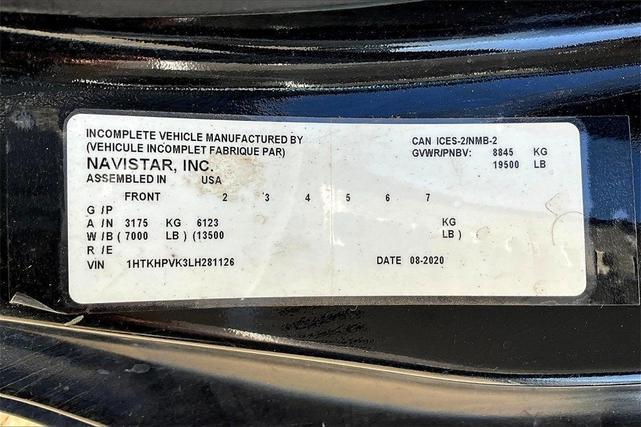 INCOMPLETE VEHICLE MANUFACTURED BY
(VEHICULE INCOMPLET FABRIQUE PAR)
NAVISTAR, INC.
ASSEMBLED IN USA
CAN ICES-2/NMB-2
GVWR/PNBV: 8845 KG
19500 LB
FRONT 2 3 4 5 6 7
G /P
A /N 3175 KG 6123 KG
W /B ( 7000 LB ) (13500 LB )
R /E
VIN 1HTKHPVK3LH281126 DATE 08-2020